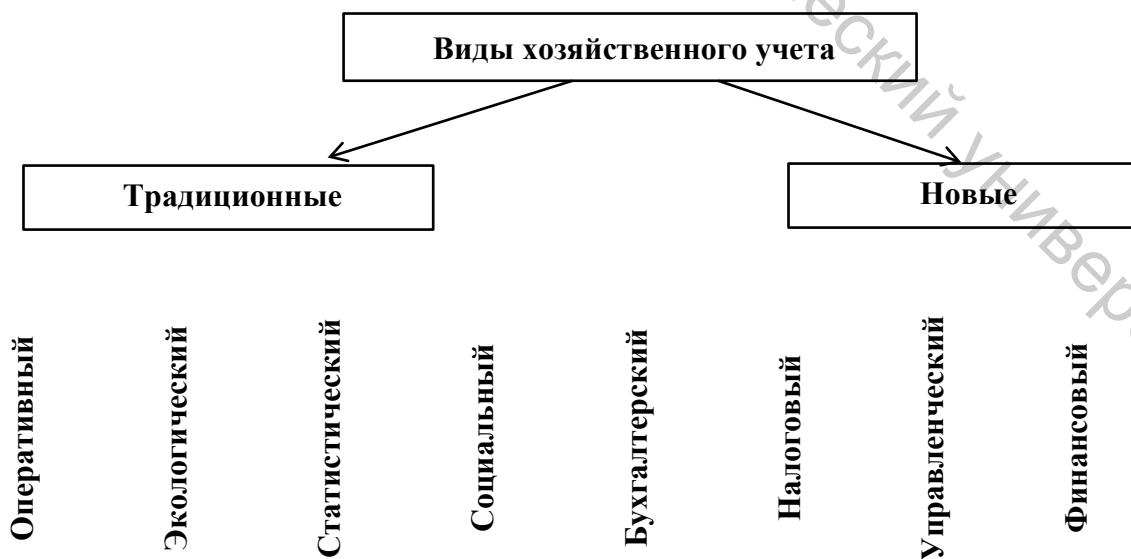 Виды хозяйственного учета
Традиционные
Новые
Оперативный
Экологический
Статистический
Социальный
Бухгалтерский
Налоговый
Управленческий
Финансовый